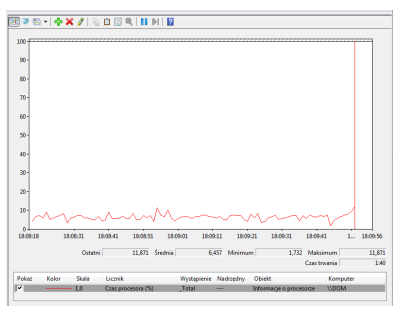 100
90
80
70
60
50
40
30
20
10
0
18:08:18 18:08:31 18:08:41 18:08:51 18:09:01 18:09:11 18:09:21 18:09:31 18:09:41 1... 18:09:56
Ostatni 11,871 Średnia 6,457 Minimum 1,732 Maksimum 11,871
Czas trwania 1:40
Pokaż Kolor Skala Licznik Wystąpienie Nadrzędny Obiekt Komputer
1,0 Czas procesora (%) _Total --- Informacje o procesorze \\DOM